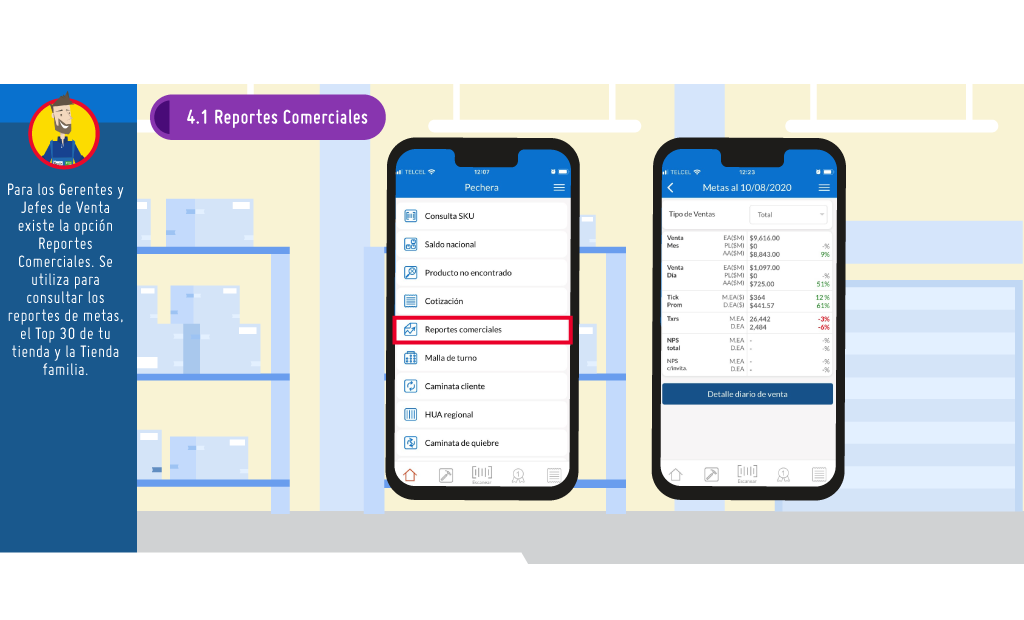 4.1 Reportes Comerciales
Para los Gerentes y
Jefes de Venta
existe la opción
Reportes
Comerciales. Se
utiliza para
consultar los
reportes de metas,
el Top 30 de tu
tienda y la Tienda
familia.
TELCEL 12:07
Pechera
Consulta SKU
Saldo nacional
Producto no encontrado
Cotización
Reportes comerciales
Malla de turno
Caminata cliente
HUA regional
Caminata de quiebre
Escanear
TELCEL 12:23
Metas al 10/08/2020
Tipo de Ventas Total
Venta EA($M) $9,616.00
Mes PL($M) $0 -%
AA($M) $8,843.00 9%
Venta EA($M) $1,097.00
Dia PL($M) $0 -%
AA($M) $725.00 51%
Tick M.EA($) $364 12 %
Prom D.EA($) $441.57 61%
Txrs M.EA 26,442 -3%
D.EA 2,484 -6%
NPS M.EA - -%
total D.EA - -%
NPS M.EA - -%
c/invita. D.EA - -%
Detalle diario de venta
Escanear